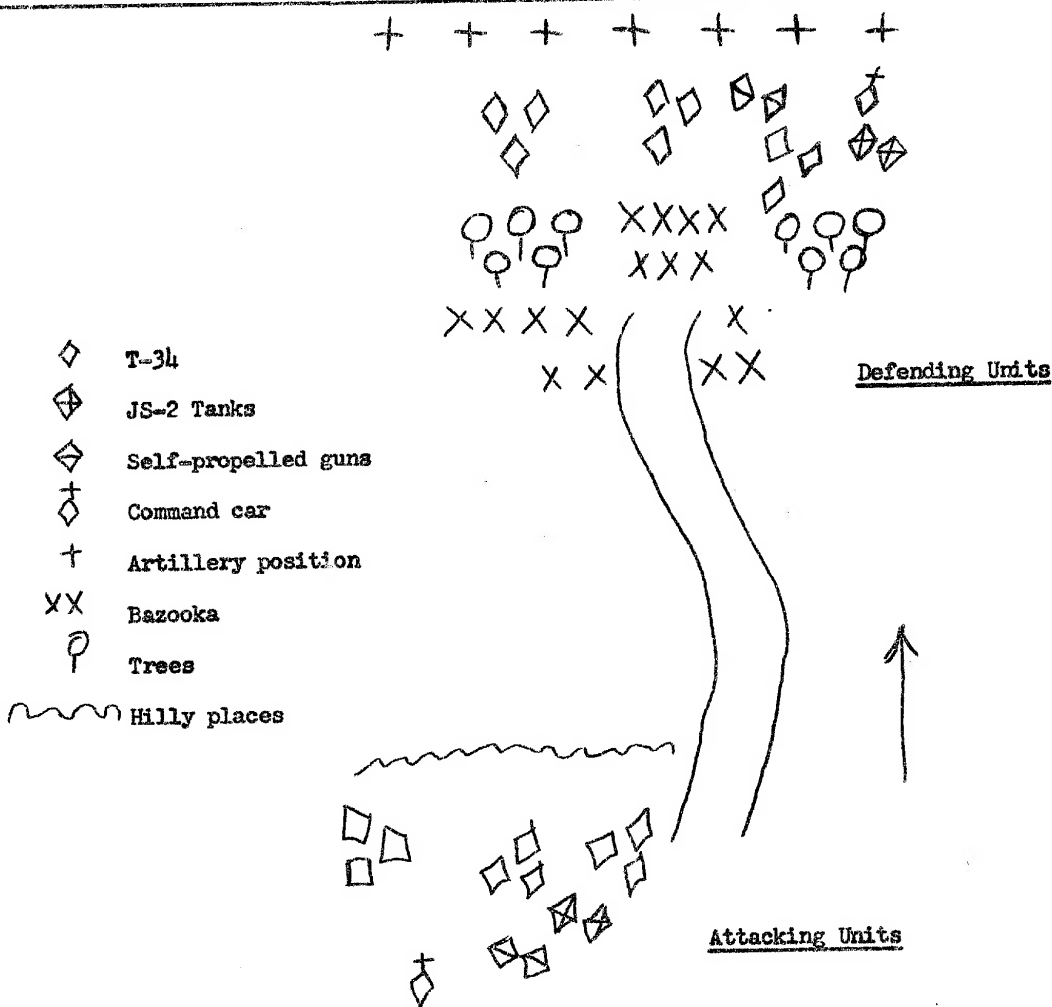 T-34
JS-2 Tanks
Self-propelled guns
Command car
Artillery position
Bazooka
Trees
Hilly places
Defending Units
Attacking Units